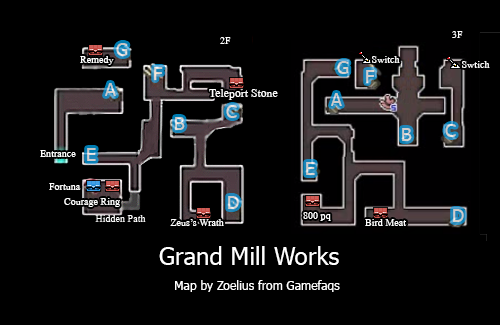 2F
3F
G
Remedy
F
Switch
Switch
G
F
A
Teleport Stone
A
S
B
C
B
C
Entrance
E
E
Fortuna
Courage Ring
D
Hidden Path
Zeus's Wrath
800 pq
Bird Meat
D
Grand Mill Works
Map by Zoelius from Gamefaqs